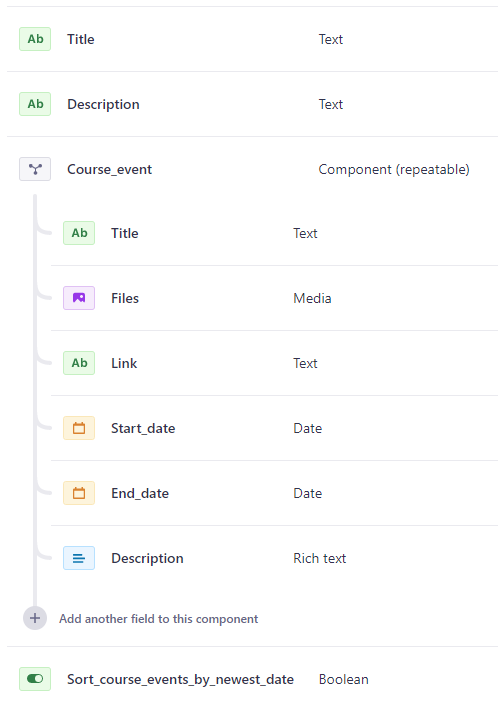 Ab Title Text
Ab Description Text
Course_event Component (repeatable)
Ab Title Text
Files Media
Ab Link Text
Start_date Date
End_date Date
Description Rich text
Add another field to this component
Sort_course_events_by_newest_date Boolean